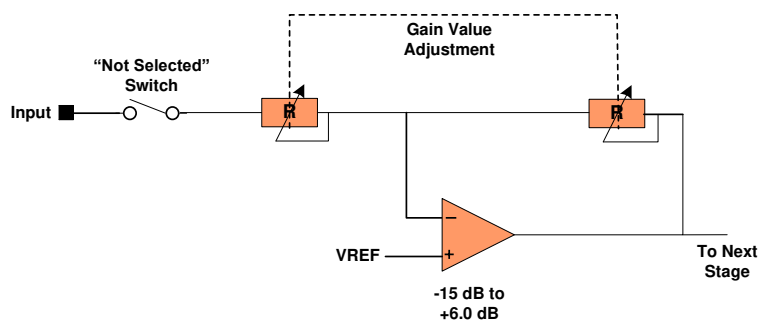 Gain Value
Adjustment
“Not Selected”
Switch
Input
R
R
−
+
VREF
To Next
Stage
-15 dB to
+6.0 dB